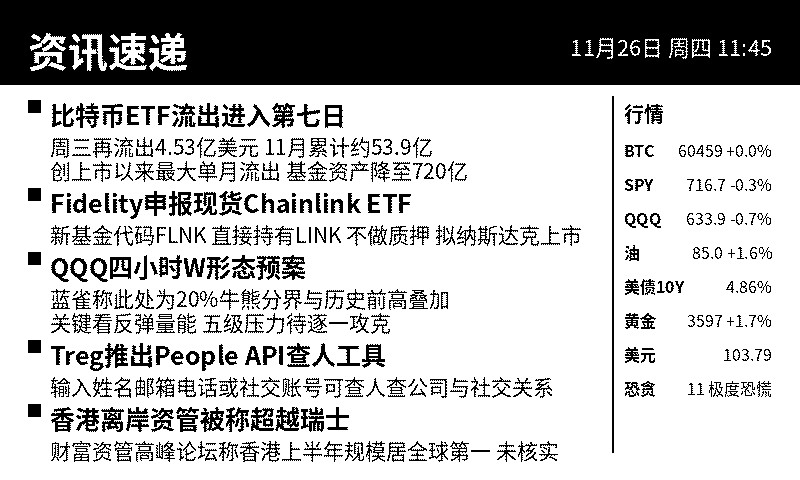 资讯速递
11月26日 周四 11:45
比特币ETF流出进入第七日
周三再流出4.53亿美元 11月累计约53.9亿
创上市以来最大单月流出 基金资产降至720亿
Fidelity申报现货Chainlink ETF
新基金代码FLNK 直接持有LINK 不做质押 拟纳斯达克上市
QQQ四小时W形态预案
蓝雀称此处为20%牛熊分界与历史前高叠加
关键看反弹量能 五级压力待逐一攻克
Treg推出People API查人工具
输入姓名邮箱电话或社交账号可查人查公司与社交关系
香港离岸资管被称超越瑞士
财富资管高峰论坛称香港上半年规模居全球第一 未核实
行情
BTC 60459 +0.0%
SPY 716.7 -0.3%
QQQ 633.9 -0.7%
油 85.0 +1.6%
美债10Y 4.86%
黄金 3597 +1.7%
美元 103.79
恐贪 11 极度恐慌